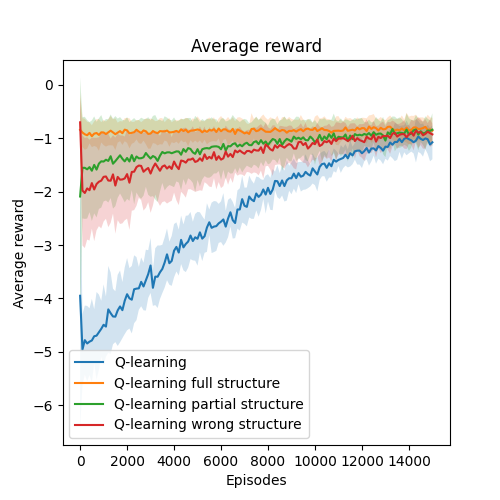 Average reward
Average reward
0
−1
−2
−3
−4
−5
−6
Q-learning
Q-learning full structure
Q-learning partial structure
Q-learning wrong structure
0 2000 4000 6000 8000 10000 12000 14000
Episodes